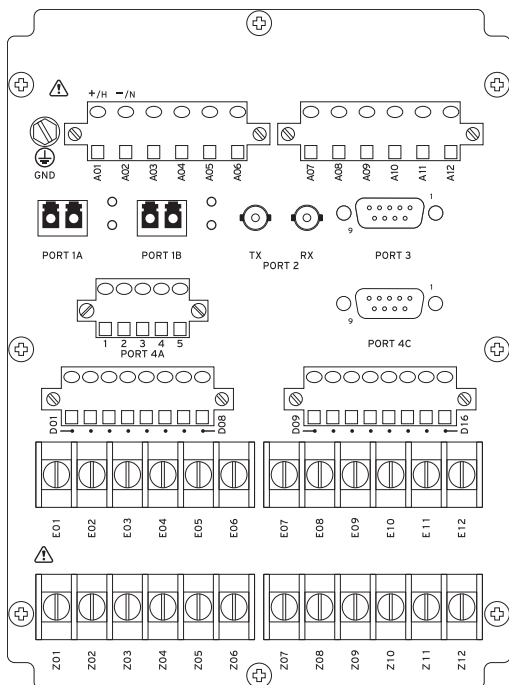 +/H −/N
A01 A02 A03 A04 A05 A06
A07 A08 A09 A10 A11 A12
GND
PORT 1A
PORT 1B
TX RX
PORT 2
1
9
PORT 3
1 2 3 4 5
PORT 4A
1
9
PORT 4C
D01 D08
D09 D16
E01 E02 E03 E04 E05 E06
E07 E08 E09 E10 E11 E12
Z01 Z02 Z03 Z04 Z05 Z06
Z07 Z08 Z09 Z10 Z11 Z12